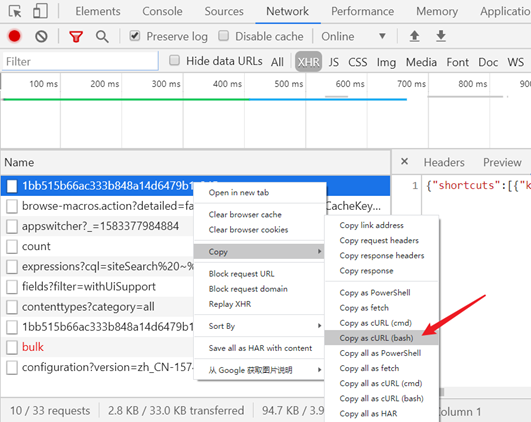 Elements Console Sources Network Performance Memory Application
Preserve log Disable cache Online
Filter Hide data URLs All XHR JS CSS Img Media Font Doc WS
100 ms 200 ms 300 ms 400 ms 500 ms 600 ms 700 ms 800 ms
Name
× Headers Preview
1bb515b66ac333b848a14d6479b1
1 {"shortcuts":[{"k
browse-macros.action?detailed=fa
CacheKey...
appswitcher?_=1583377984884
count
expressions?cql=siteSearch%20~%
fields?filter=withUiSupport
contenttypes?category=all
1bb515b66ac333b848a14d6479b1
bulk
configuration?version=zh_CN-1574
Open in new tab
Clear browser cache
Clear browser cookies
Copy
Block request URL
Block request domain
Replay XHR
Sort By
Save all as HAR with content
从 Google 获取图片说明
Copy link address
Copy request headers
Copy response headers
Copy response
Copy as PowerShell
Copy as fetch
Copy as cURL (cmd)
Copy as cURL (bash)
Copy all as PowerShell
Copy all as fetch
Copy all as cURL (cmd)
Copy all as cURL (bash)
Copy all as HAR
10 / 33 requests 2.8 KB / 33.0 KB transferred 94.7 KB / 3.9
olumn 1